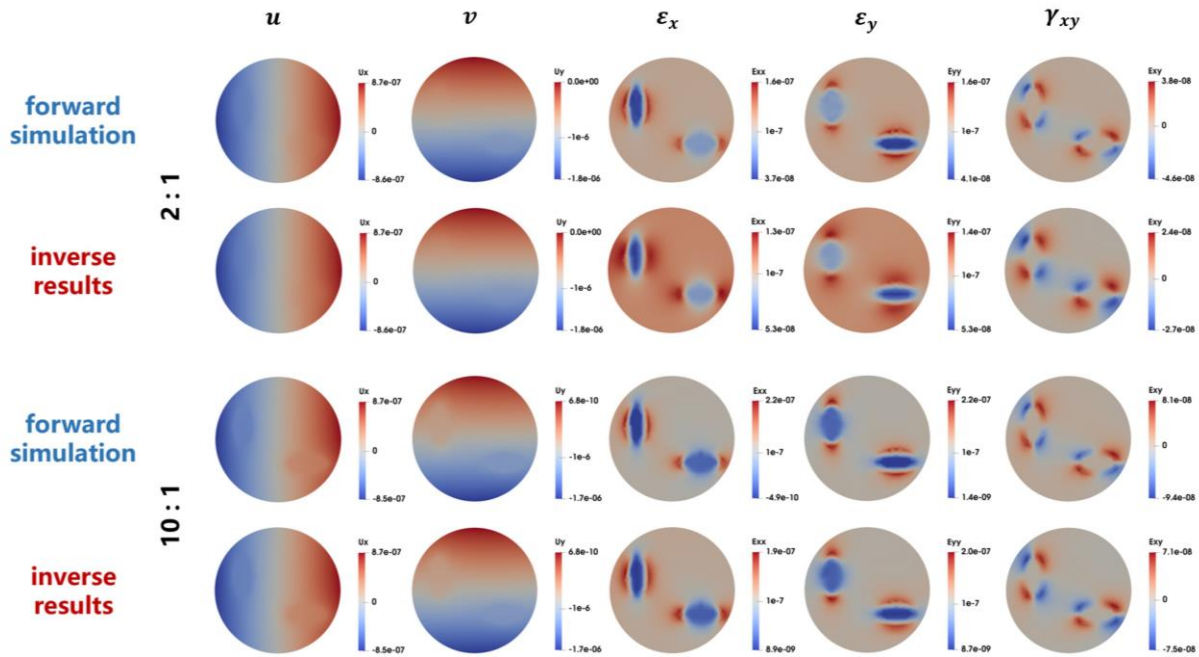 u v εx εy γxy
forward
simulation
Ux
8.7e-07
0
-8.6e-07
Uy
0.0e+00
-1e-6
-1.8e-06
Exx
1.6e-07
1e-7
3.7e-08
Eyy
1.6e-07
1e-7
4.1e-08
Exy
3.8e-08
0
-4.6e-08
2 : 1
inverse
results
Ux
8.7e-07
0
-8.6e-07
Uy
0.0e+00
-1e-6
-1.8e-06
Exx
1.3e-07
1e-7
5.3e-08
Eyy
1.4e-07
1e-7
5.3e-08
Exy
2.4e-08
0
-2.7e-08
forward
simulation
Ux
8.7e-07
0
-8.5e-07
Uy
6.8e-10
-1e-6
-1.7e-06
Exx
2.2e-07
1e-7
-4.9e-10
Eyy
2.2e-07
1e-7
1.4e-09
Exy
8.1e-08
0
-9.4e-08
10 : 1
inverse
results
Ux
8.7e-07
0
-8.5e-07
Uy
6.8e-10
-1e-6
-1.7e-06
Exx
1.9e-07
1e-7
8.9e-09
Eyy
2.0e-07
1e-7
8.7e-09
Exy
7.1e-08
0
-7.5e-08